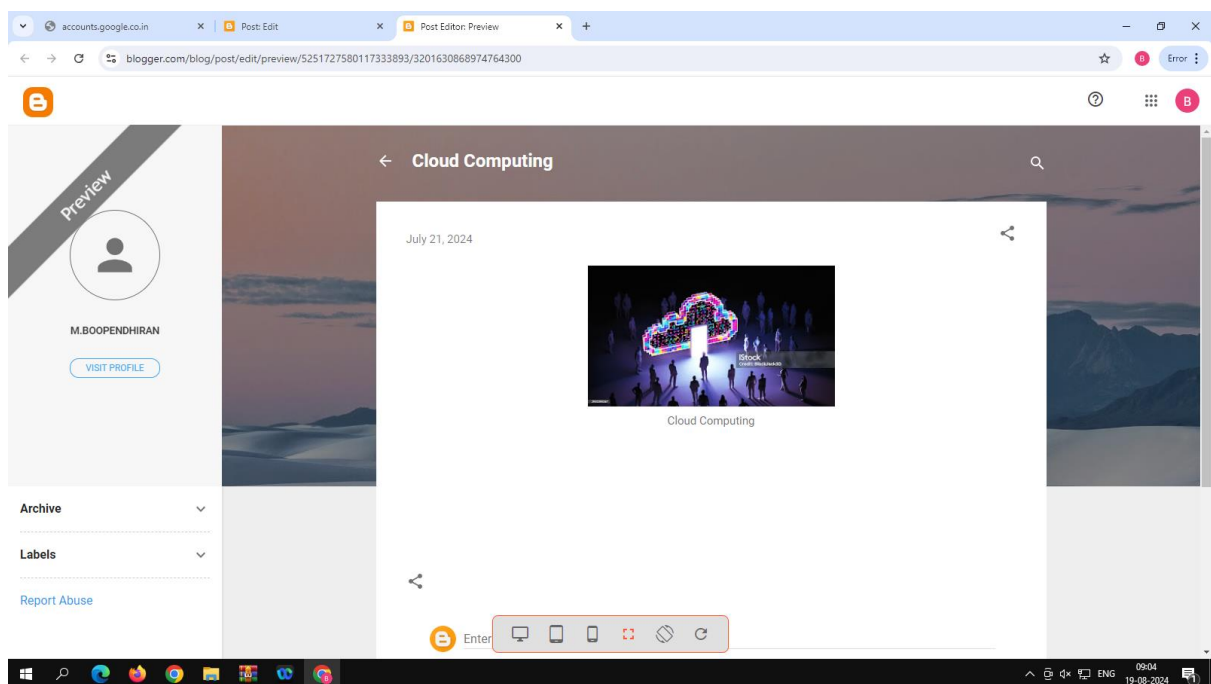 accounts.google.co.in
Post: Edit
Post Editor: Preview
blogger.com/blog/post/edit/preview/5251727580117333893/3201630868974764300
B
Error
B
Preview
Cloud Computing
July 21, 2024
M.BOOPENDHIRAN
VISIT PROFILE
iStock
Cloud Computing
Archive
Labels
Report Abuse
Enter
ENG
09:04
19-08-2024